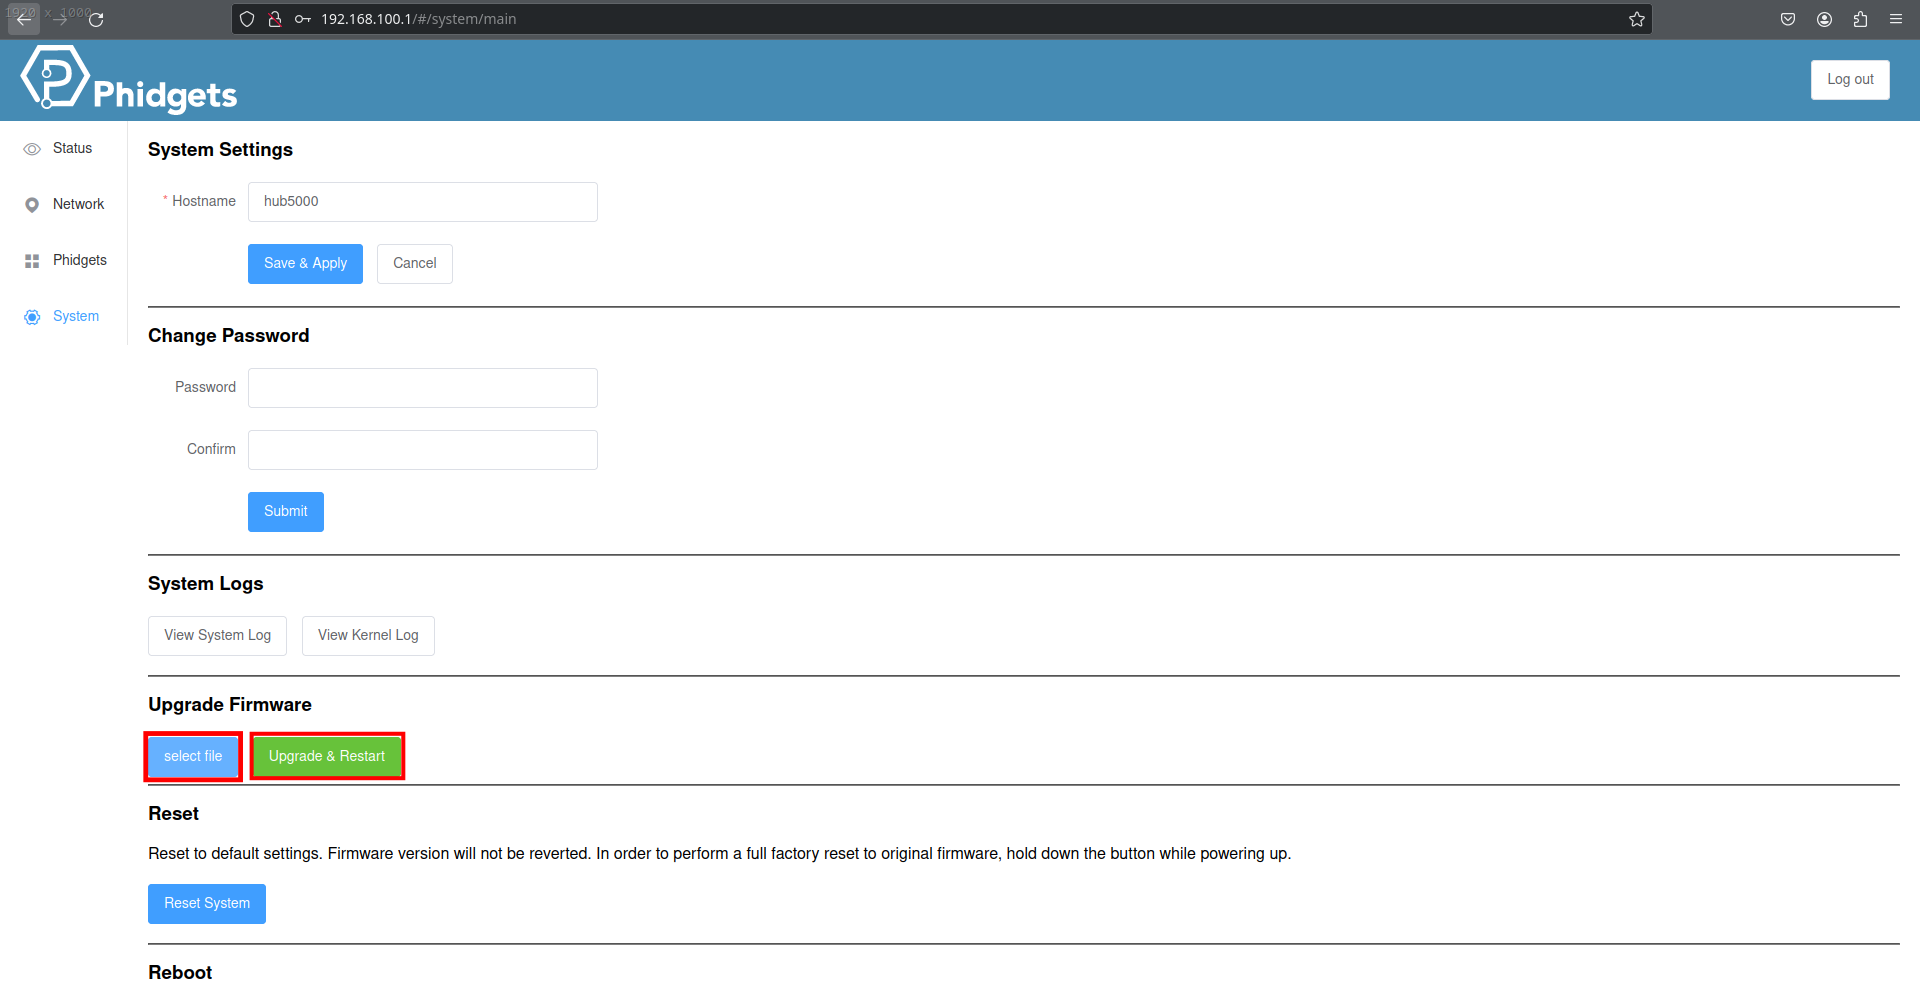 1920 x 1000
192.168.100.1/#/system/main
Phidgets
Log out
Status
Network
Phidgets
System
System Settings
* Hostname
hub5000
Save & Apply
Cancel
Change Password
Password
Confirm
Submit
System Logs
View System Log
View Kernel Log
Upgrade Firmware
select file
Upgrade & Restart
Reset
Reset to default settings. Firmware version will not be reverted. In order to perform a full factory reset to original firmware, hold down the button while powering up.
Reset System
Reboot